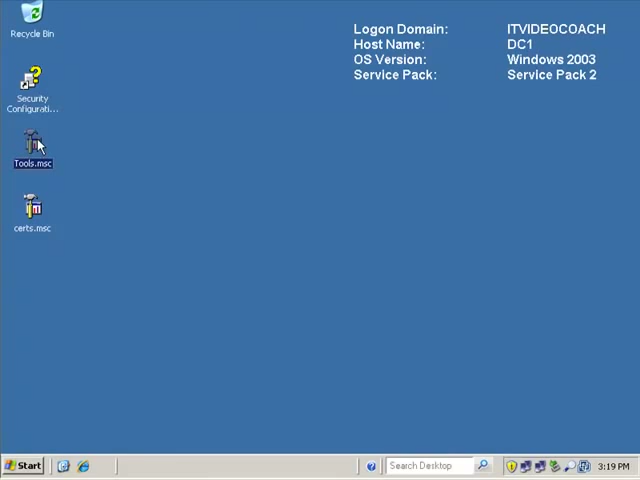 Recycle Bin
Security
Configurati...
Tools.msc
certs.msc
Logon Domain: ITVIDEOCOACH
Host Name: DC1
OS Version: Windows 2003
Service Pack: Service Pack 2
Start
Search Desktop
3:19 PM